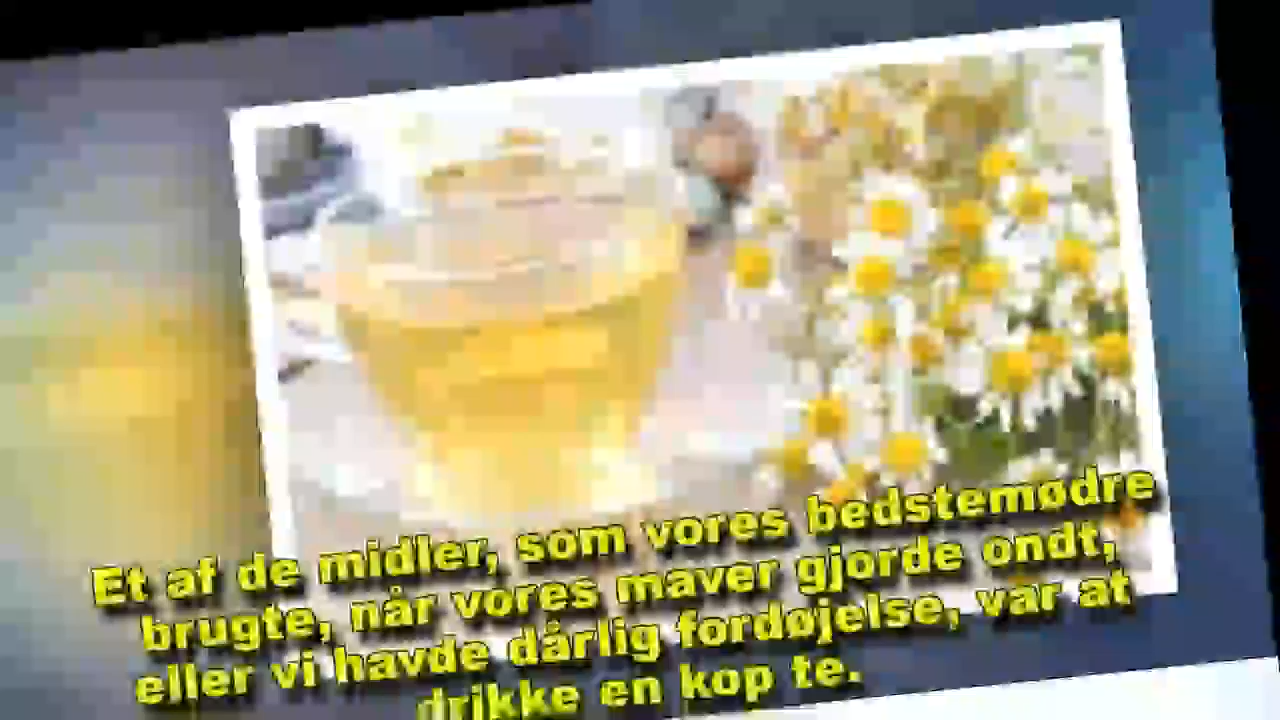 Et af de midler, som vores bedstemødre
brugte, når vores maver gjorde ondt,
eller vi havde dårlig fordøjelse, var at
drikke en kop te.